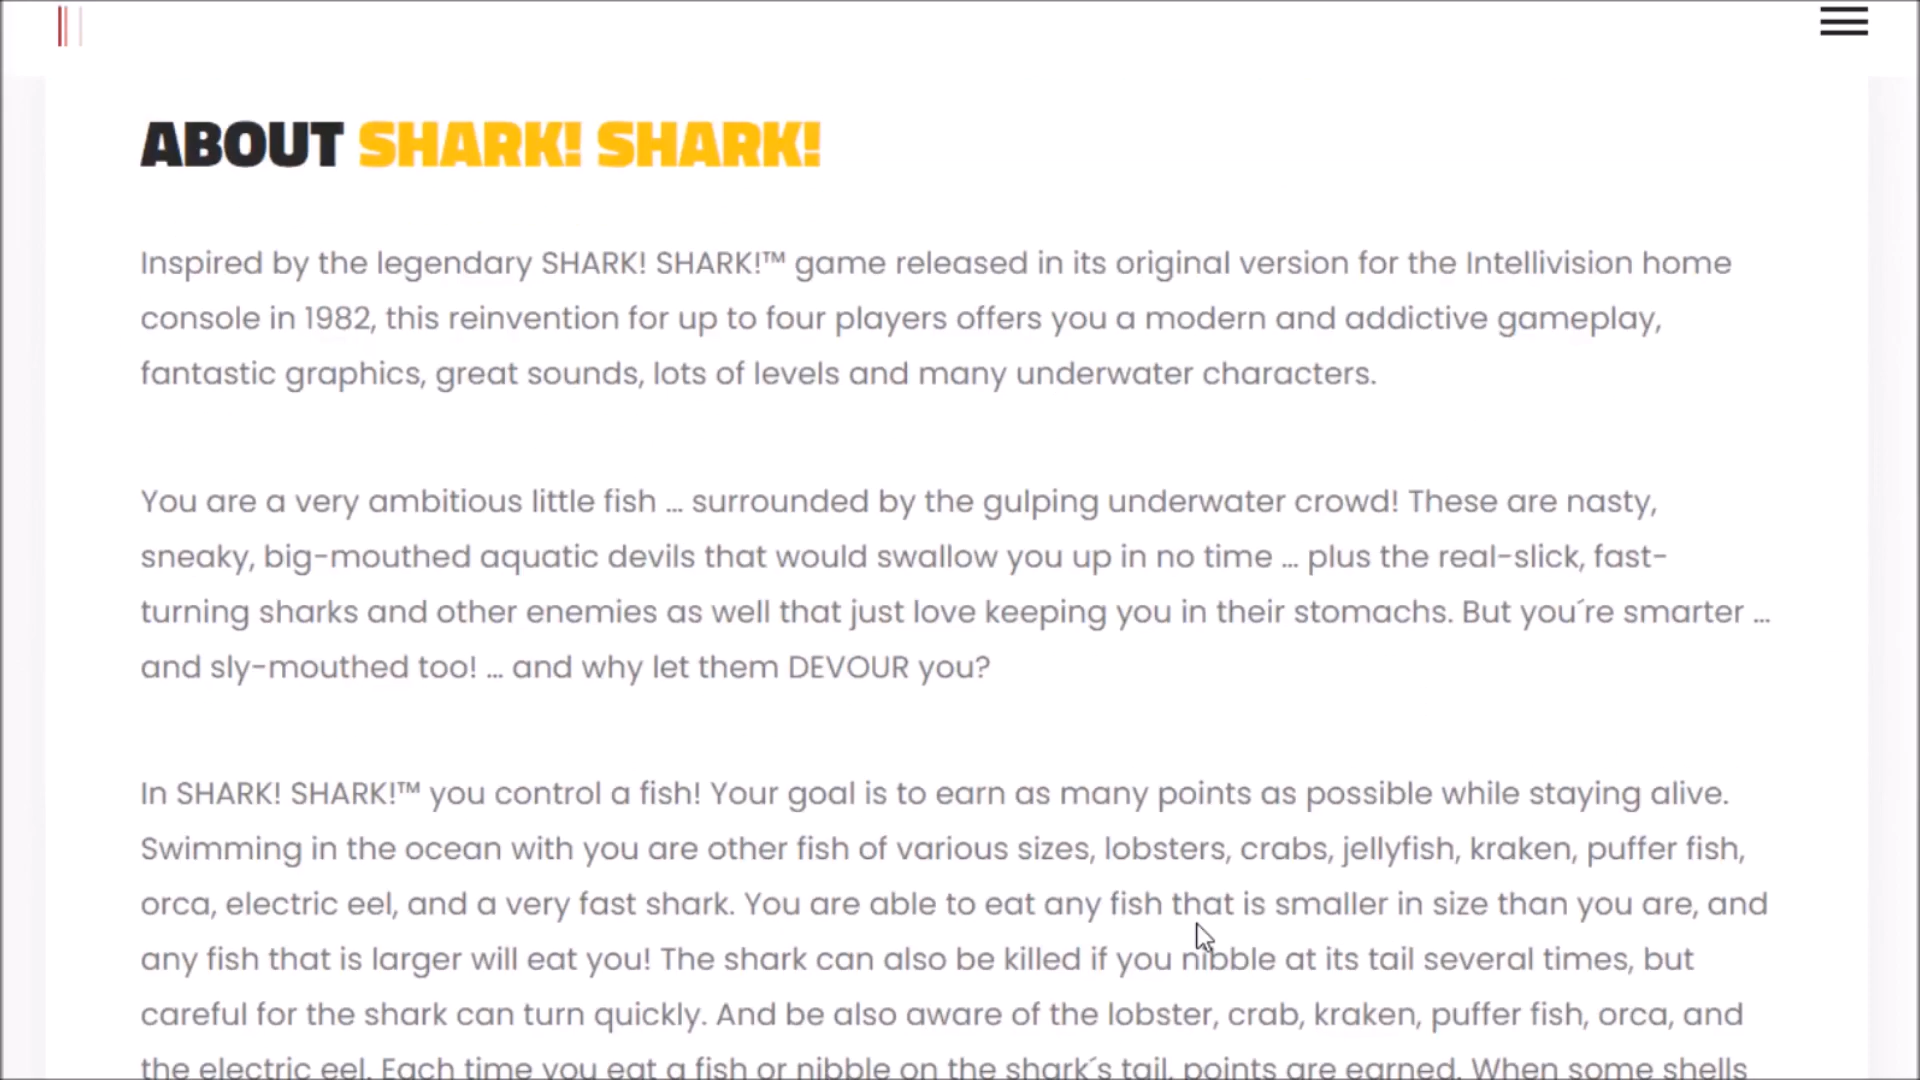 ABOUT SHARK! SHARK!
Inspired by the legendary SHARK! SHARK!™ game released in its original version for the Intellivision home
console in 1982, this reinvention for up to four players offers you a modern and addictive gameplay,
fantastic graphics, great sounds, lots of levels and many underwater characters.
You are a very ambitious little fish … surrounded by the gulping underwater crowd! These are nasty,
sneaky, big-mouthed aquatic devils that would swallow you up in no time … plus the real-slick, fast-
turning sharks and other enemies as well that just love keeping you in their stomachs. But you´re smarter …
and sly-mouthed too! … and why let them DEVOUR you?
In SHARK! SHARK!™ you control a fish! Your goal is to earn as many points as possible while staying alive.
Swimming in the ocean with you are other fish of various sizes, lobsters, crabs, jellyfish, kraken, puffer fish,
orca, electric eel, and a very fast shark. You are able to eat any fish that is smaller in size than you are, and
any fish that is larger will eat you! The shark can also be killed if you nibble at its tail several times, but
careful for the shark can turn quickly. And be also aware of the lobster, crab, kraken, puffer fish, orca, and
the electric eel. Each time you eat a fish or nibble on the shark´s tail, points are earned. When some shells